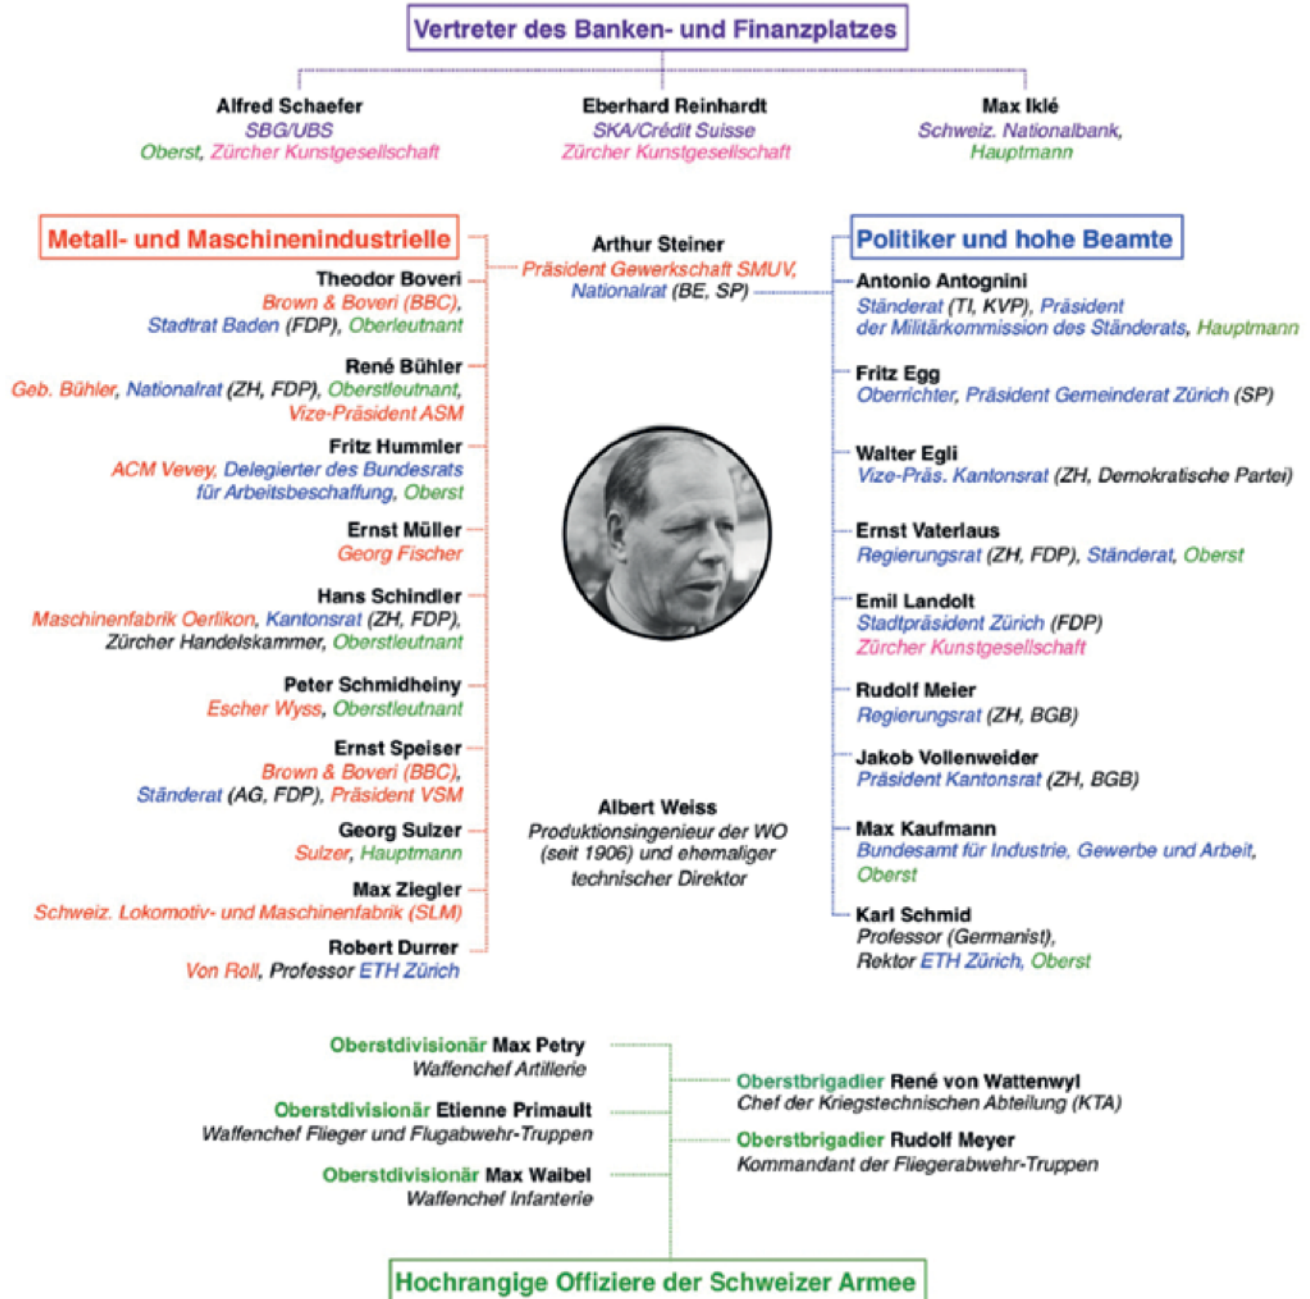 Vertreter des Banken- und Finanzplatzes
Alfred Schaefer
SBG/UBS
Oberst, Zürcher Kunstgesellschaft
Eberhard Reinhardt
SKA/Crédit Suisse
Zürcher Kunstgesellschaft
Max Iklé
Schweiz. Nationalbank,
Hauptmann
Metall- und Maschinenindustrielle
Theodor Boveri
Brown & Boveri (BBC),
Stadtrat Baden (FDP), Oberleutnant
René Bühler
Geb. Bühler, Nationalrat (ZH, FDP), Oberstleutnant,
Vize-Präsident ASM
Fritz Hummler
ACM Vevey, Delegierter des Bundesrats
für Arbeitsbeschaffung, Oberst
Ernst Müller
Georg Fischer
Hans Schindler
Maschinenfabrik Oerlikon, Kantonsrat (ZH, FDP),
Zürcher Handelskammer, Oberstleutnant
Peter Schmidheiny
Escher Wyss, Oberstleutnant
Ernst Speiser
Brown & Boveri (BBC),
Ständerat (AG, FDP), Präsident VSM
Georg Sulzer
Sulzer, Hauptmann
Max Ziegler
Schweiz. Lokomotiv- und Maschinenfabrik (SLM)
Robert Durrer
Von Roll, Professor ETH Zürich
Arthur Steiner
Präsident Gewerkschaft SMUV,
Nationalrat (BE, SP)
Albert Weiss
Produktionsingenieur der WO
(seit 1906) und ehemaliger
technischer Direktor
Politiker und hohe Beamte
Antonio Antognini
Ständerat (TI, KVP), Präsident
der Militärkommission des Ständerats, Hauptmann
Fritz Egg
Oberrichter, Präsident Gemeinderat Zürich (SP)
Walter Egli
Vize-Präs. Kantonsrat (ZH, Demokratische Partei)
Ernst Vaterlaus
Regierungsrat (ZH, FDP), Ständerat, Oberst
Emil Landolt
Stadtpräsident Zürich (FDP)
Zürcher Kunstgesellschaft
Rudolf Meier
Regierungsrat (ZH, BGB)
Jakob Vollenweider
Präsident Kantonsrat (ZH, BGB)
Max Kaufmann
Bundesamt für Industrie, Gewerbe und Arbeit,
Oberst
Karl Schmid
Professor (Germanist),
Rektor ETH Zürich, Oberst
Oberstdivisionär Max Petry
Waffenchef Artillerie
Oberstdivisionär Etienne Primault
Waffenchef Flieger und Flugabwehr-Truppen
Oberstdivisionär Max Waibel
Waffenchef Infanterie
Oberstbrigadier René von Wattenwyl
Chef der Kriegstechnischen Abteilung (KTA)
Oberstbrigadier Rudolf Meyer
Kommandant der Fliegerabwehr-Truppen
Hochrangige Offiziere der Schweizer Armee